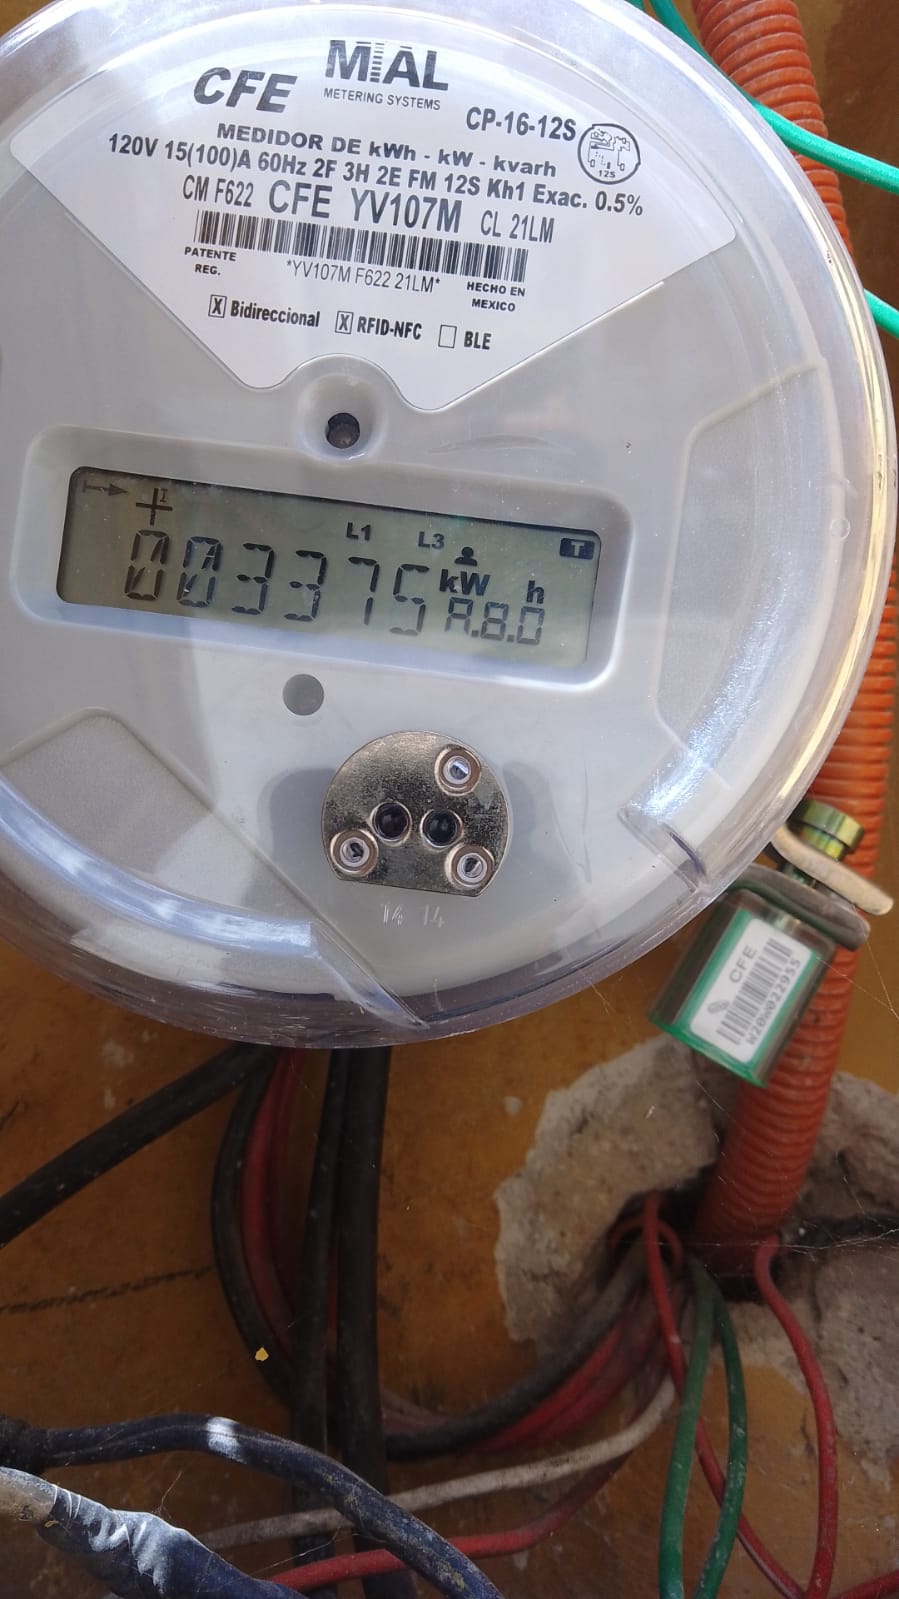 MIAL
METERING SYSTEMS
CFE
CP-16-12S
12S
MEDIDOR DE kWh - kW - kvarh
120V 15(100)A 60Hz 2F 3H 2E FM 12S Kh1 Exac. 0.5%
CM F622 CFE YV107M CL 21LM
PATENTE
REG.
*YV107M F622 21LM*
HECHO EN
MEXICO
X Bidireccional X RFID-NFC BLE
L1 L3 T
003375 kW h
A.8.0
14 14
CFE